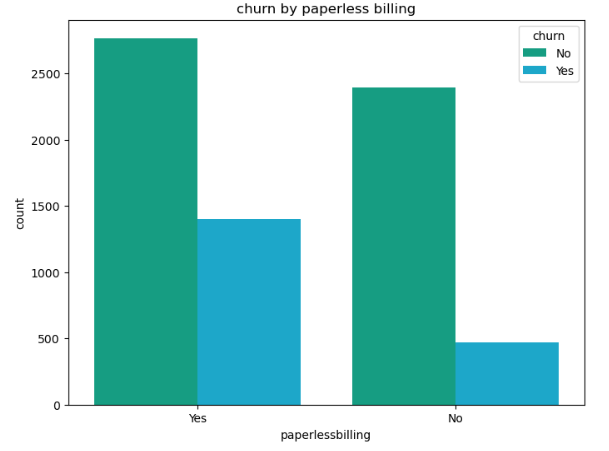 churn by paperless billing
churn
No
Yes
2500
2000
1500
1000
500
0
count
Yes
No
paperlessbilling